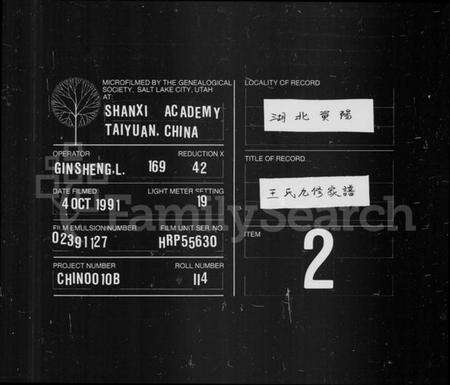 MICROFILMED BY THE GENEALOGICAL
SOCIETY, SALT LAKE CITY, UTAH
AT:
SHANXI ACADEMY
TAIYUAN. CHINA
OPERATOR
REDUCTION X
GINSHENG.L. 169 42
DATE FILMED
LIGHT METER SETTING
4 OCT 1991 19
FILM EMULSION NUMBER
FILM UNIT SER. NO.
02391127 HRP55630
PROJECT NUMBER
ROLL NUMBER
CHIN0010B 114
LOCALITY OF RECORD
湖北黃陽
TITLE OF RECORD
王氏九修家譜
ITEM
2
FamilySearch